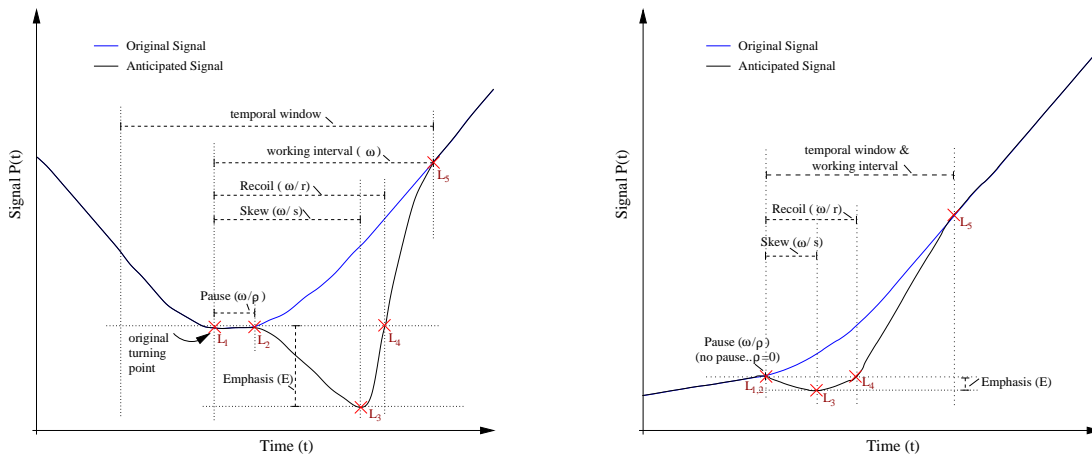 Original Signal
Anticipated Signal
temporal window
working interval ( ω)
Recoil ( ω/ r)
Skew (ω/ s)
Pause (ω/ρ)
original
turning
point
Emphasis (E)
L1
L2
L3
L4
L5
Signal P(t)
Time (t)
Original Signal
Anticipated Signal
temporal window &
working interval
Recoil ( ω/ r)
Skew (ω/ s)
Pause (ω/ρ)
(no pause..ρ=0)
Emphasis (E)
L1,2
L3
L4
L5
Signal P(t)
Time (t)